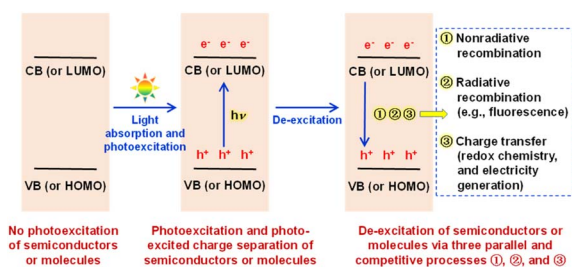 CB (or LUMO)
VB (or HOMO)
Light
absorption and
photoexcitation
e- e- e-
CB (or LUMO)
hν
h+ h+ h+
VB (or HOMO)
De-excitation
e- e- e-
CB (or LUMO)
①②③
h+ h+ h+
VB (or HOMO)
① Nonradiative
recombination
② Radiative
recombination
(e.g., fluorescence)
③ Charge transfer
(redox chemistry,
and electricity
generation)
No photoexcitation
of semiconductors
or molecules
Photoexcitation and photo-
excited charge separation of
semiconductors or molecules
De-excitation of semiconductors or
molecules via three parallel and
competitive processes ①, ②, and ③